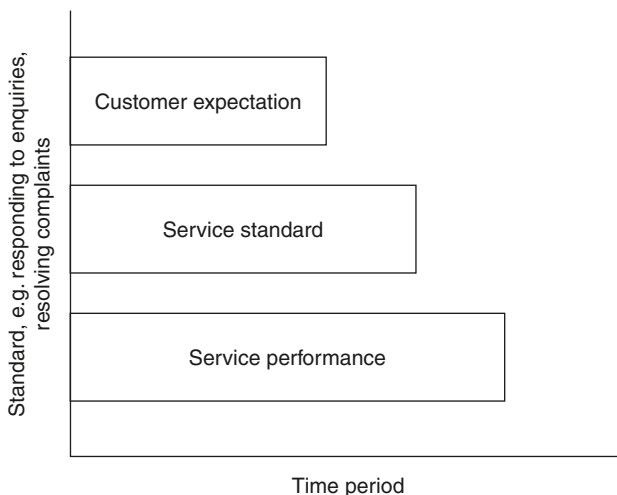 Standard, e.g. responding to enquiries,
resolving complaints
Customer expectation
Service standard
Service performance
Time period